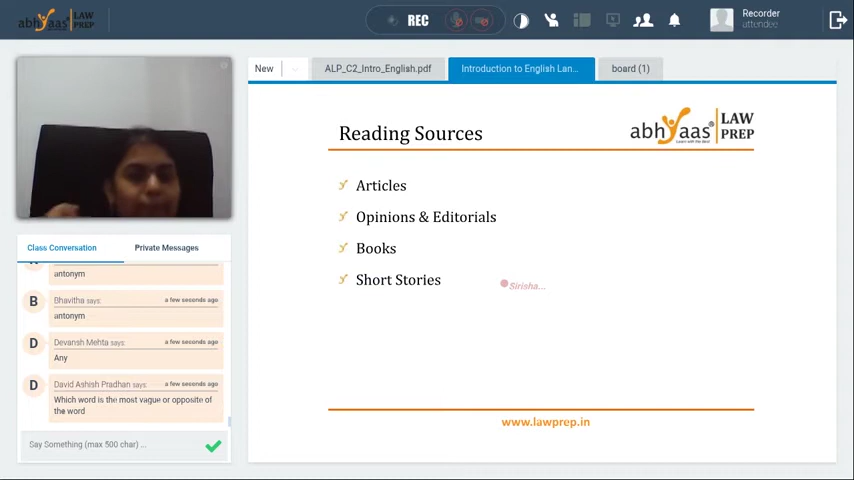 abhyaas LAW PREP
REC
Recorder
attendee
New
ALP_C2_Intro_English.pdf
Introduction to English Lan...
board (1)
Reading Sources
abhyaas LAW PREP
Articles
Opinions & Editorials
Books
Short Stories
Sirisha...
www.lawprep.in
Class Conversation
Private Messages
antonym
B
Bhavitha says:
a few seconds ago
antonym
D
Devansh Mehta says:
a few seconds ago
Any
D
David Ashish Pradhan says:
a few seconds ago
Which word is the most vague or opposite of
the word
Say Something (max 500 char) ...